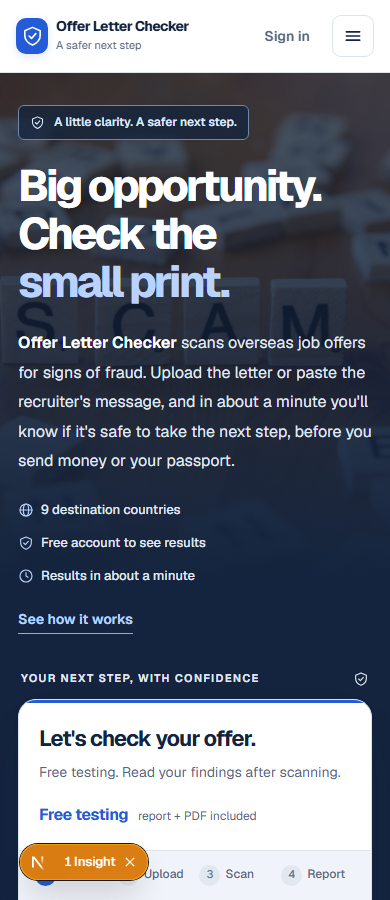 Offer Letter Checker
A safer next step
Sign in
A little clarity. A safer next step.
Big opportunity.
Check the
small print.
SCAM
Offer Letter Checker scans overseas job offers
for signs of fraud. Upload the letter or paste the
recruiter's message, and in about a minute you'll
know if it's safe to take the next step, before you
send money or your passport.
9 destination countries
Free account to see results
Results in about a minute
See how it works
YOUR NEXT STEP, WITH CONFIDENCE
Let's check your offer.
Free testing. Read your findings after scanning.
Free testing report + PDF included
N 1 Insight
Upload 3 Scan 4 Report